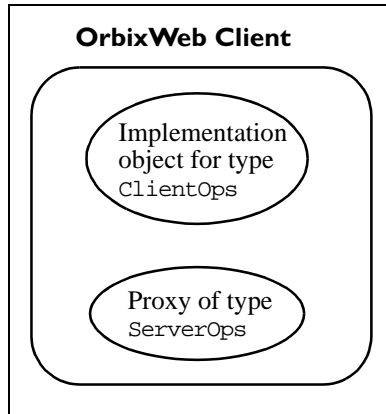 OrbixWeb Client
Implementation
object for type
ClientOps
Proxy of type
ServerOps